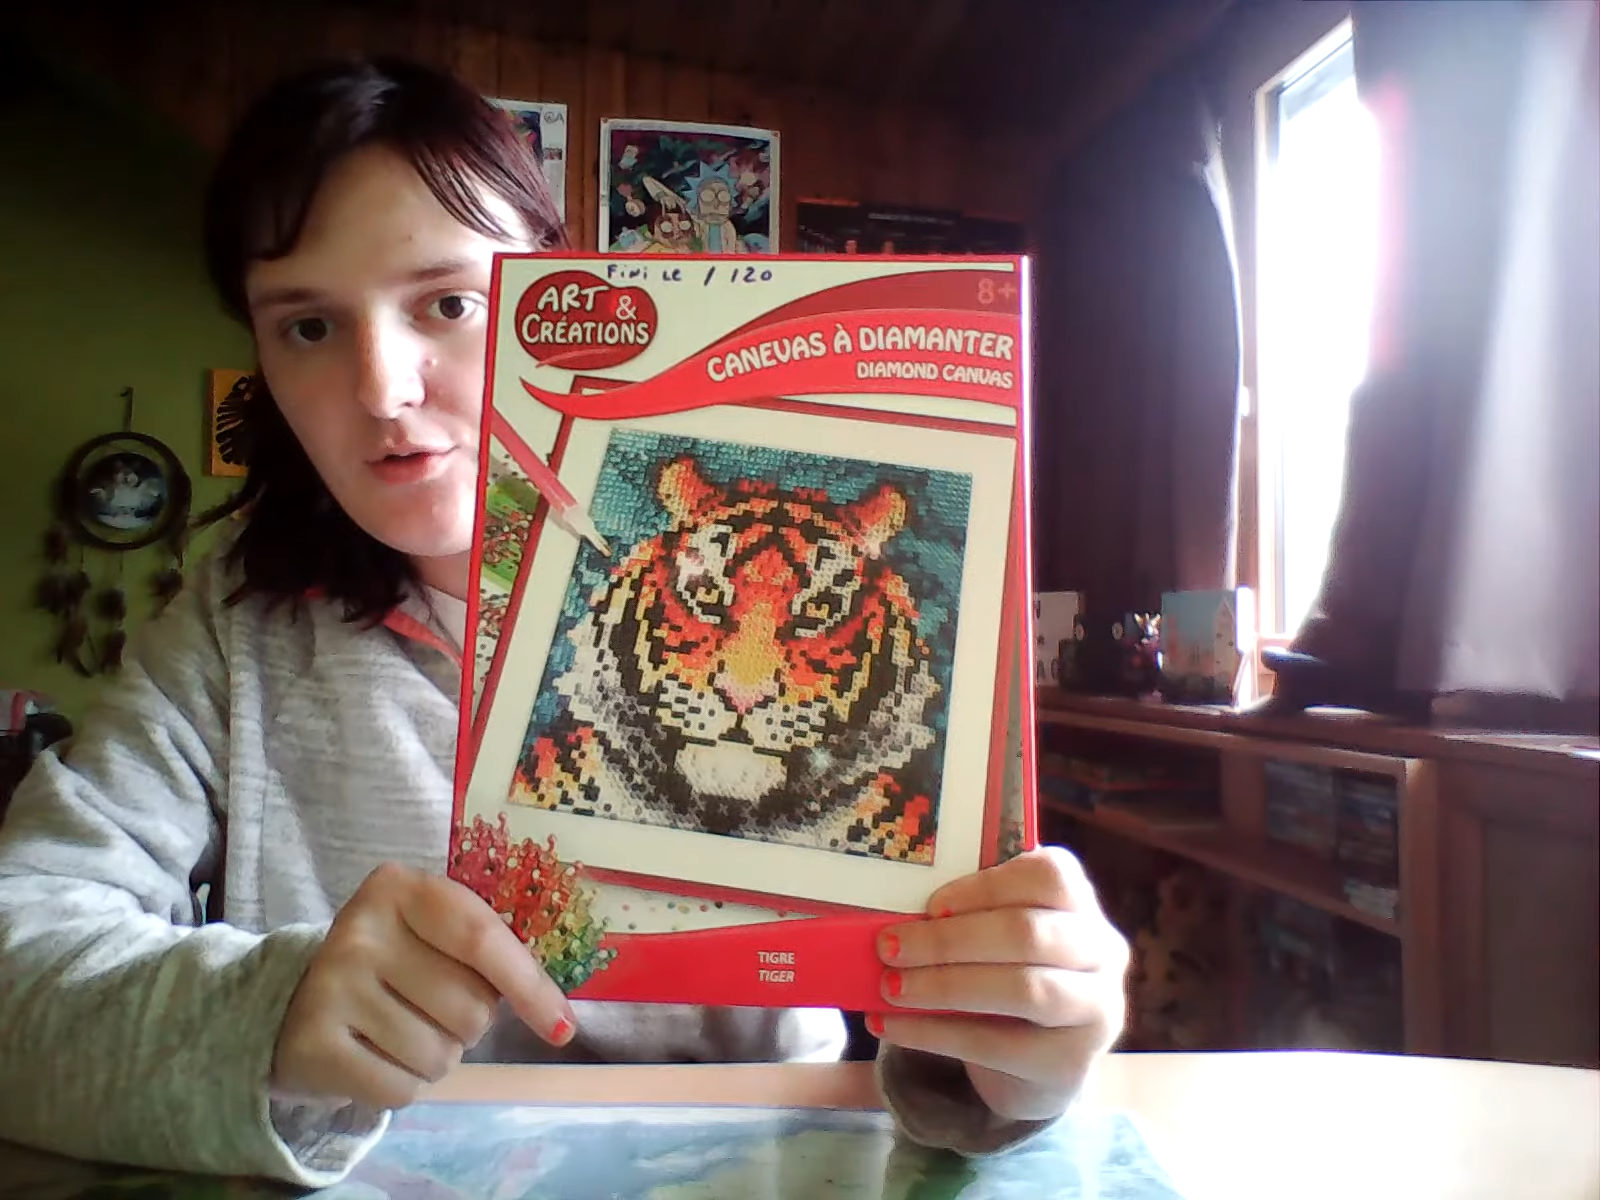 Fini le / 120
ART
&
CRÉATIONS
8+
CANEVAS À DIAMANTER
DIAMOND CANVAS
TIGRE
TIGER